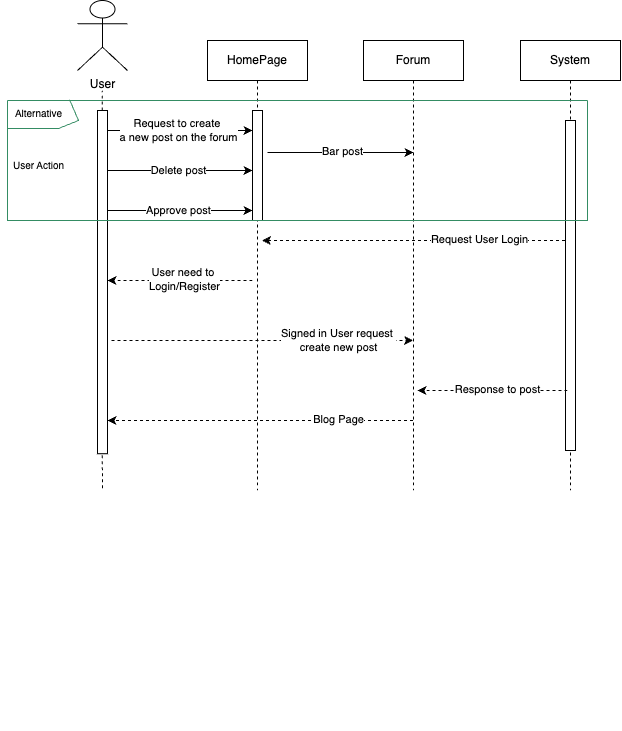 HomePage
Forum
System
User
Alternative
Request to create
a new post on the forum
Bar post
User Action
Delete post
Approve post
Request User Login
User need to
Login/Register
Signed in User request
create new post
Response to post
Blog Page